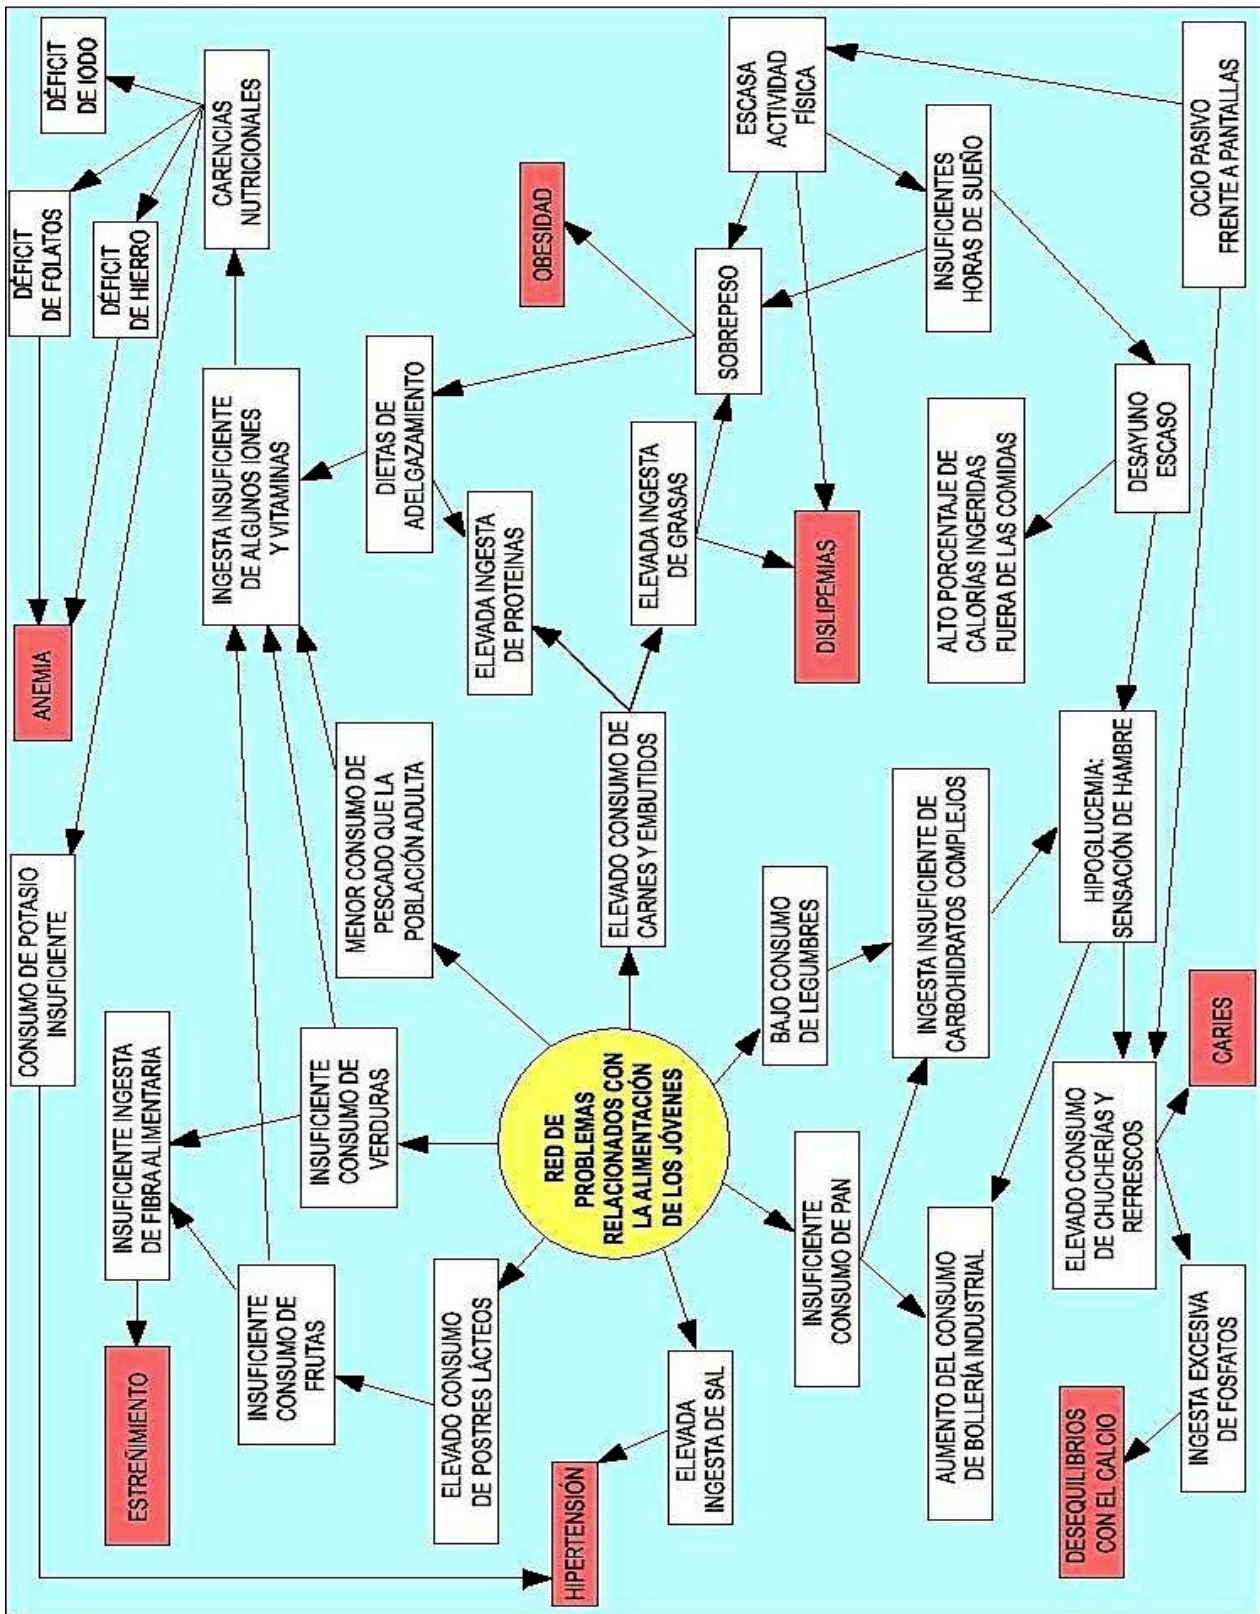 CONSUMO DE POTASIO
INSUFICIENTE
ANEMIA
DÉFICIT
DE FOLATOS
DÉFICIT
DE IODO
DÉFICIT
DE HIERRO
ESTREÑIMIENTO
INSUFICIENTE INGESTA
DE FIBRA ALIMENTARIA
INGESTA INSUFICIENTE
DE ALGUNOS IONES
Y VITAMINAS
CARENCIAS
NUTRICIONALES
INSUFICIENTE
CONSUMO DE
FRUTAS
INSUFICIENTE
CONSUMO DE
VERDURAS
MENOR CONSUMO DE
PESCADO QUE LA
POBLACIÓN ADULTA
DIETAS DE
ADELGAZAMIENTO
ELEVADO CONSUMO
DE POSTRES LÁCTEOS
ELEVADA INGESTA
DE PROTEINAS
OBESIDAD
HIPERTENSIÓN
RED DE
PROBLEMAS
RELACIONADOS CON
LA ALIMENTACIÓN
DE LOS JÓVENES
ELEVADO CONSUMO DE
CARNES Y EMBUTIDOS
ELEVADA INGESTA
DE GRASAS
SOBREPESO
ESCASA
ACTIVIDAD
FÍSICA
ELEVADA
INGESTA DE SAL
INSUFICIENTE
CONSUMO DE PAN
BAJO CONSUMO
DE LEGUMBRES
DISLIPEMIAS
AUMENTO DEL CONSUMO
DE BOLLERÍA INDUSTRIAL
INGESTA INSUFICIENTE DE
CARBOHIDRATOS COMPLEJOS
ALTO PORCENTAJE DE
CALORÍAS INGERIDAS
FUERA DE LAS COMIDAS
INSUFICIENTES
HORAS DE SUEÑO
DESEQUILIBRIOS
CON EL CALCIO
ELEVADO CONSUMO
DE CHUCHERÍAS Y
REFRESCOS
HIPOGLUCEMIA:
SENSACIÓN DE HAMBRE
DESAYUNO
ESCASO
INGESTA EXCESIVA
DE FOSFATOS
CARIES
OCIO PASIVO
FRENTE A PANTALLAS